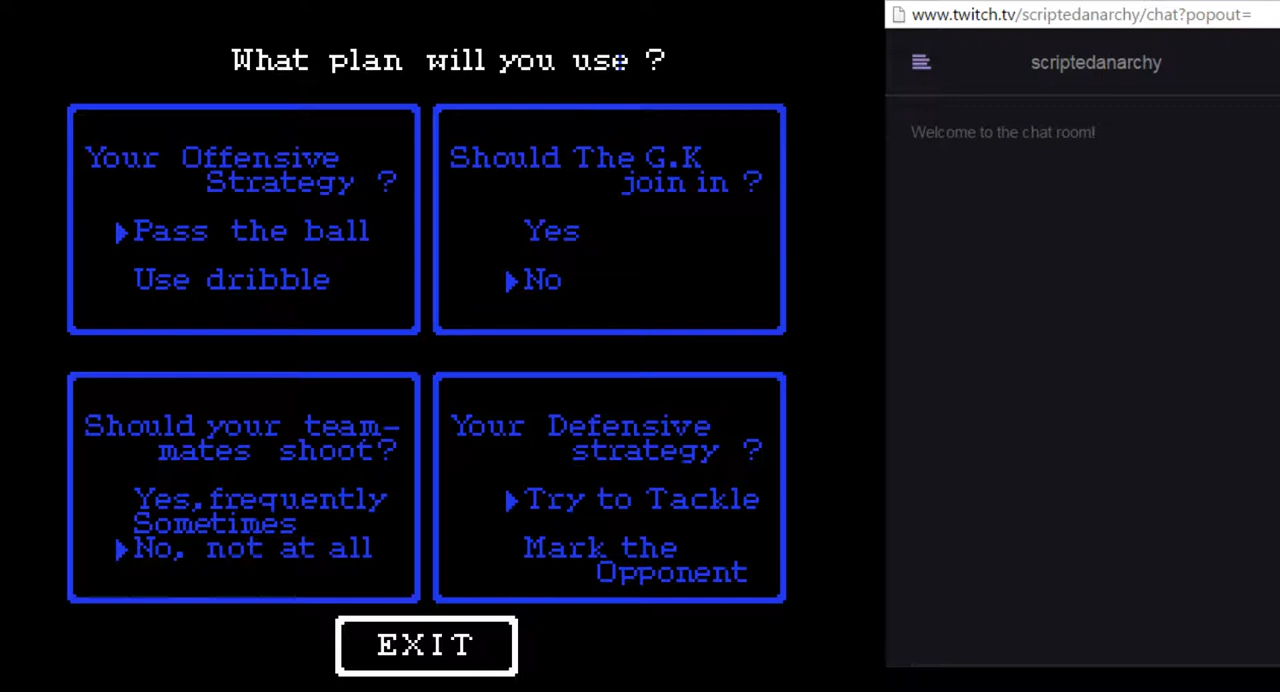 What plan will you use ?
Your Offensive
Strategy ?
Pass the ball
Use dribble
Should The G.K
join in ?
Yes
No
Should your team-
mates shoot?
Yes,frequently
Sometimes
No, not at all
Your Defensive
strategy ?
Try to Tackle
Mark the
Opponent
EXIT
www.twitch.tv/scriptedanarchy/chat?popout=
scriptedanarchy
Welcome to the chat room!